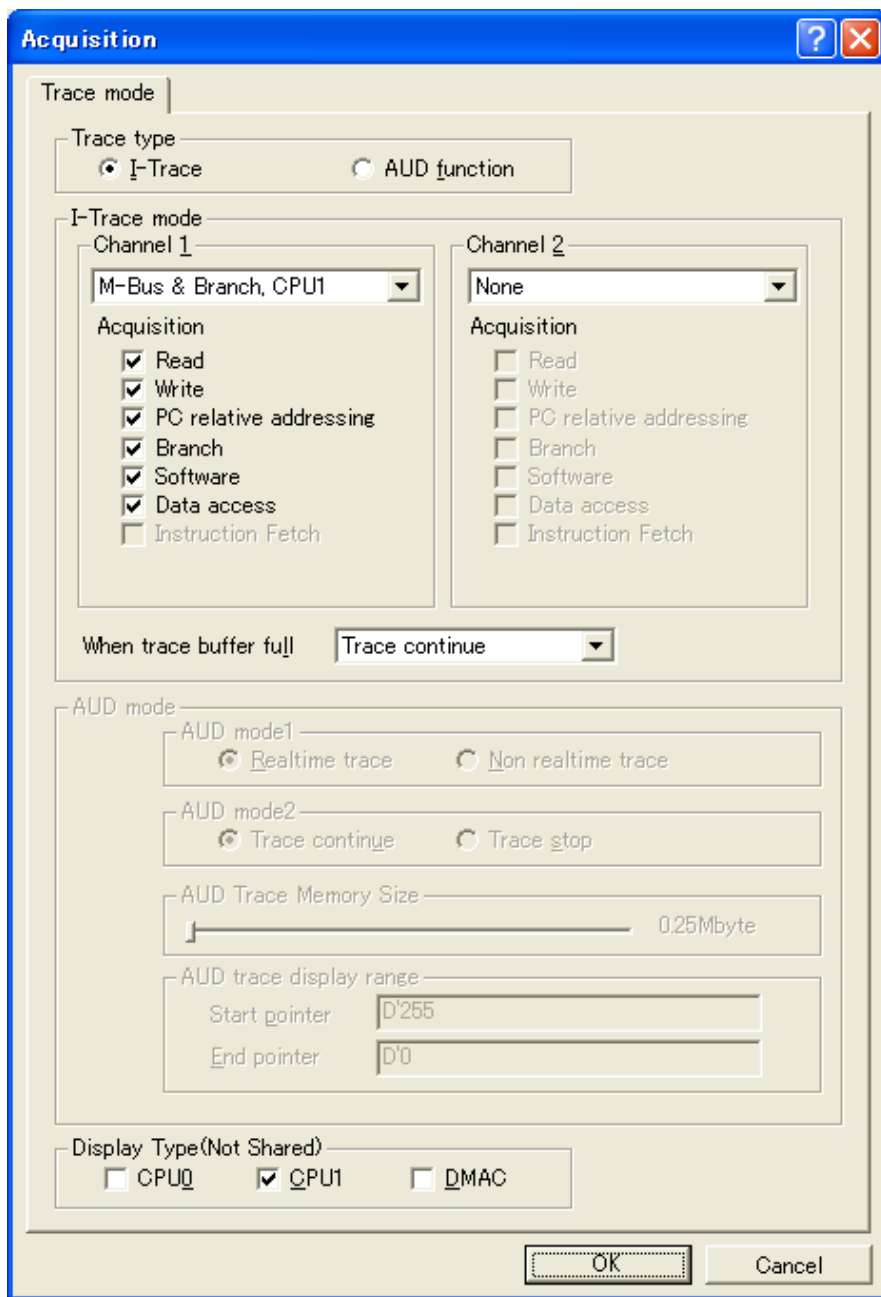 Acquisition
Trace mode
Trace type
I-Trace AUD function
I-Trace mode
Channel 1
M-Bus & Branch, CPU1
Acquisition
Read
Write
PC relative addressing
Branch
Software
Data access
Instruction Fetch
Channel 2
None
Acquisition
Read
Write
PC relative addressing
Branch
Software
Data access
Instruction Fetch
When trace buffer full Trace continue
AUD mode
AUD mode1
Realtime trace Non realtime trace
AUD mode2
Trace continue Trace stop
AUD Trace Memory Size
0.25Mbyte
AUD trace display range
Start pointer D'255
End pointer D'0
Display Type(Not Shared)
CPU0 CPU1 DMAC
OK Cancel